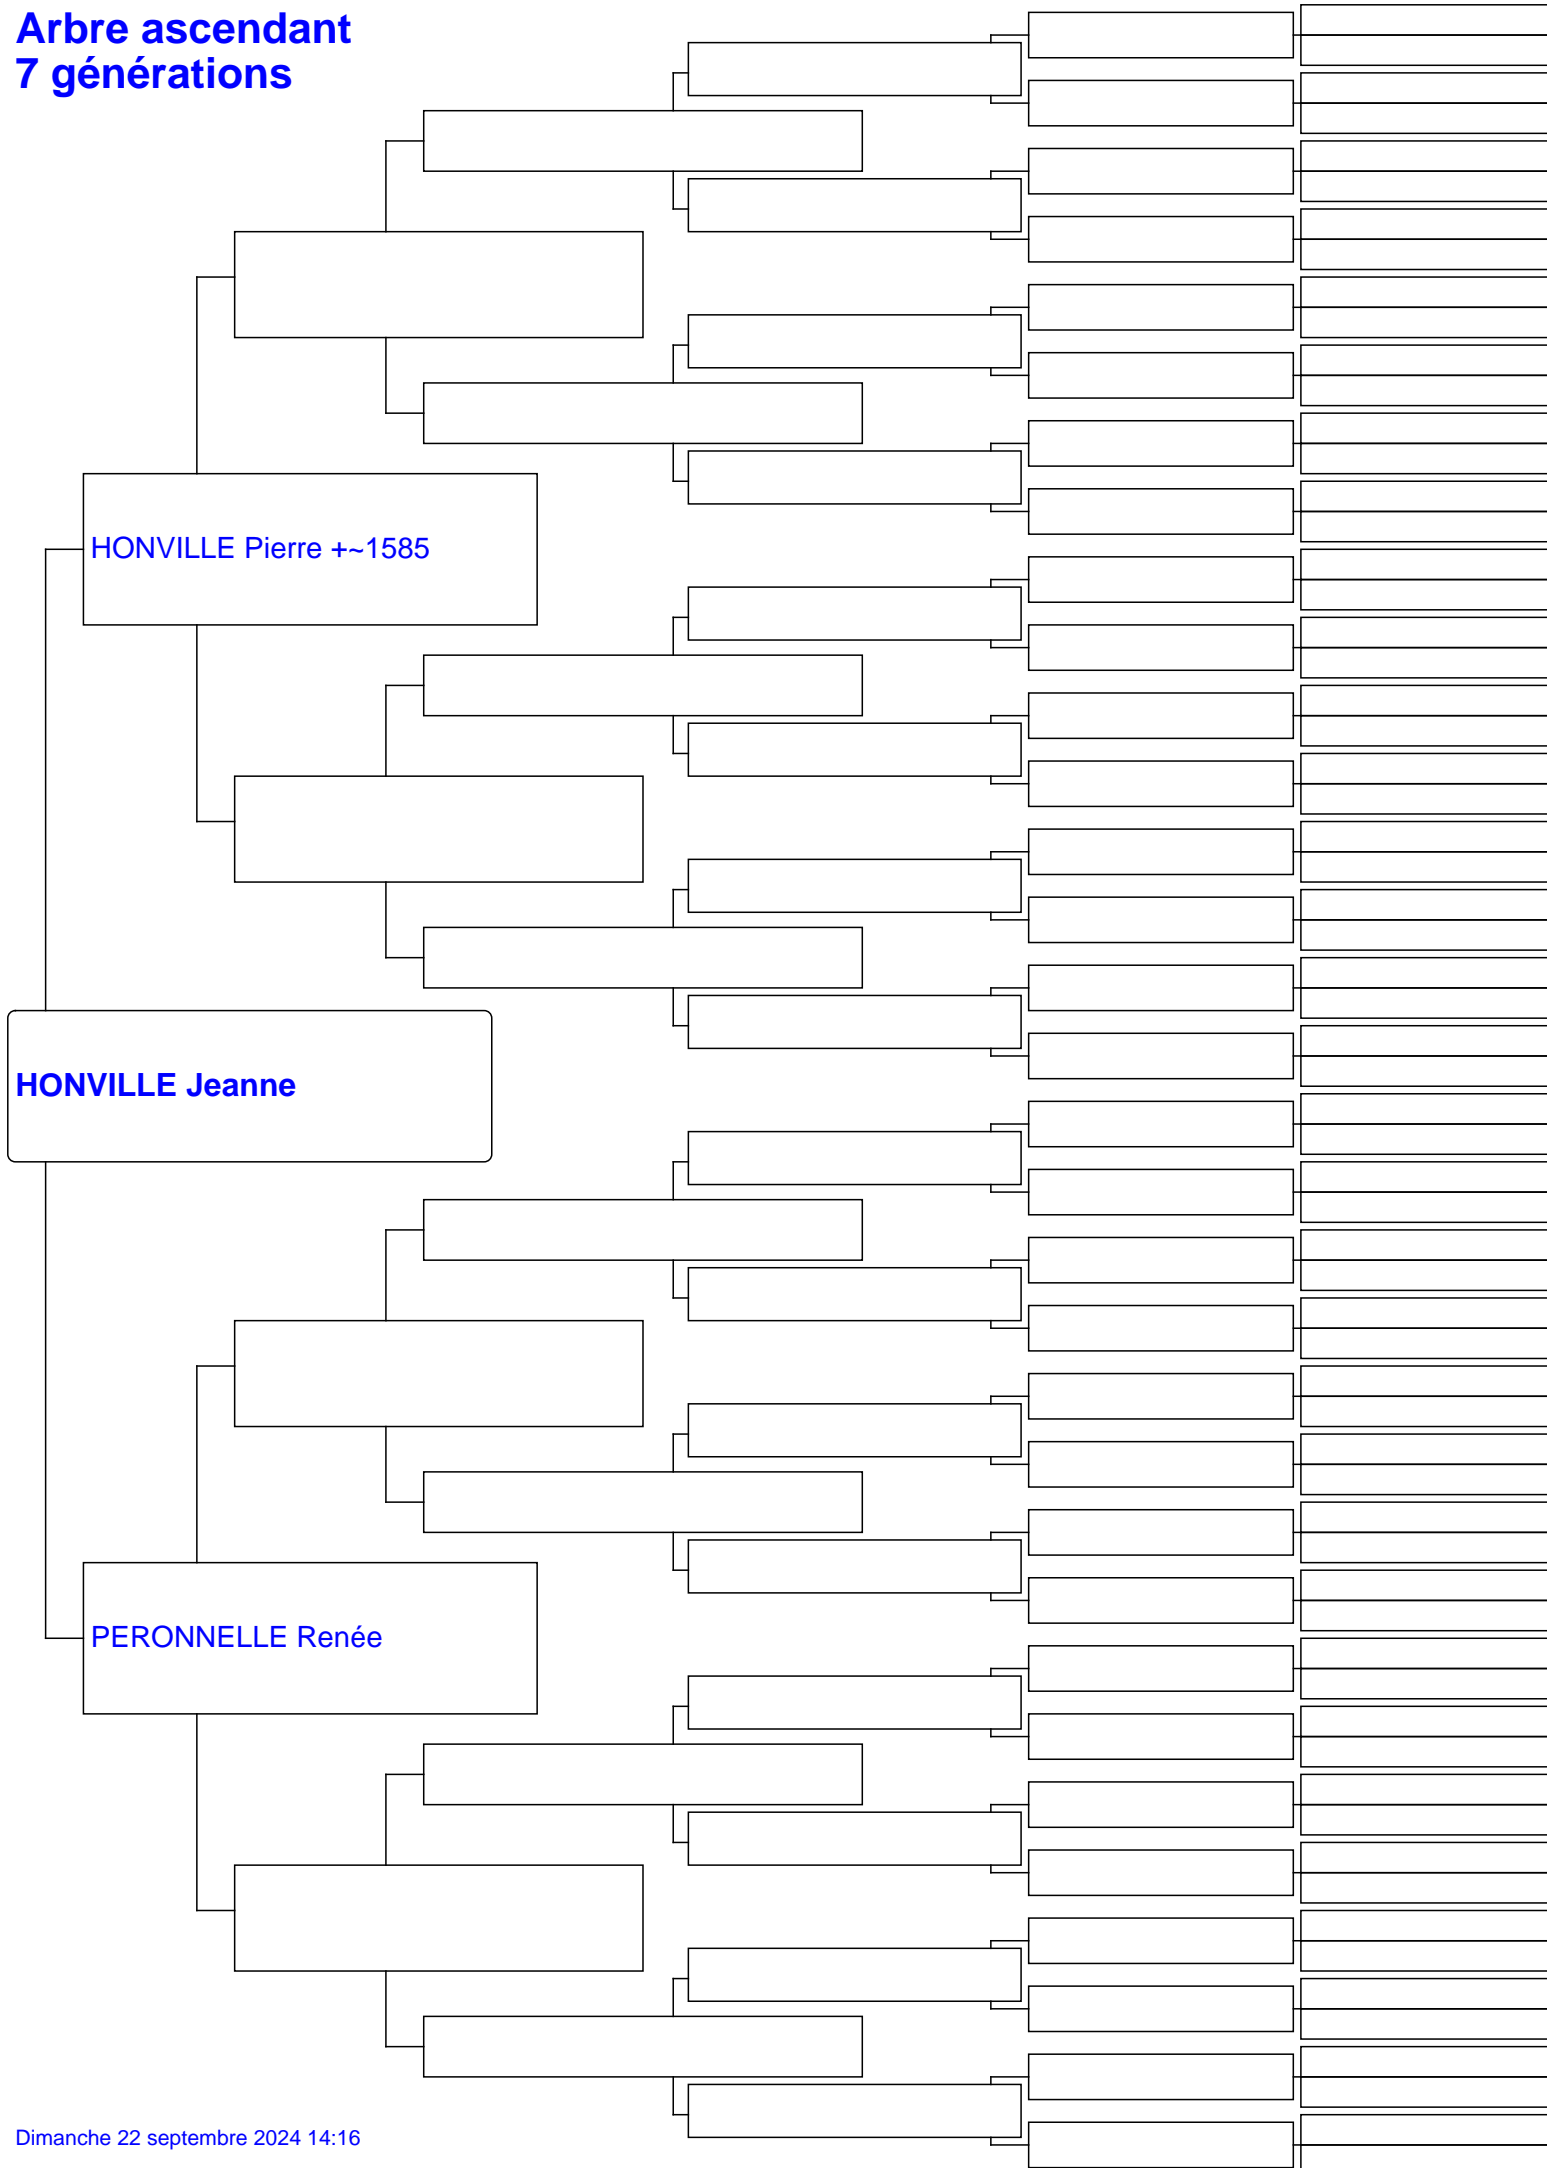 Arbre ascendant
7 générations
HONVILLE Pierre +~1585
HONVILLE Jeanne
PERONNELLE Renée
Dimanche 22 septembre 2024 14:16